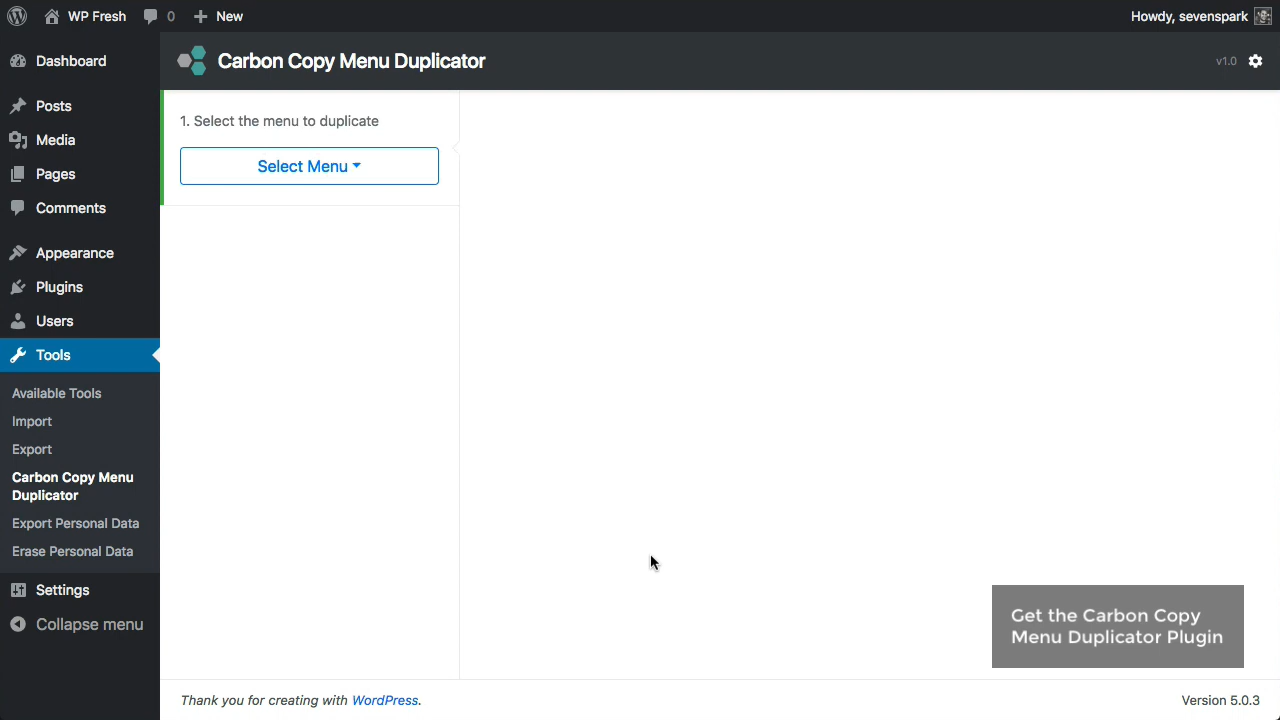 WP Fresh 0 New Howdy, sevenspark
Carbon Copy Menu Duplicator v1.0
Dashboard
Posts
Media
Pages
Comments
Appearance
Plugins
Users
Tools
Available Tools
Import
Export
Carbon Copy Menu
Duplicator
Export Personal Data
Erase Personal Data
Settings
Collapse menu
1. Select the menu to duplicate
Select Menu
Get the Carbon Copy
Menu Duplicator Plugin
Thank you for creating with WordPress. Version 5.0.3